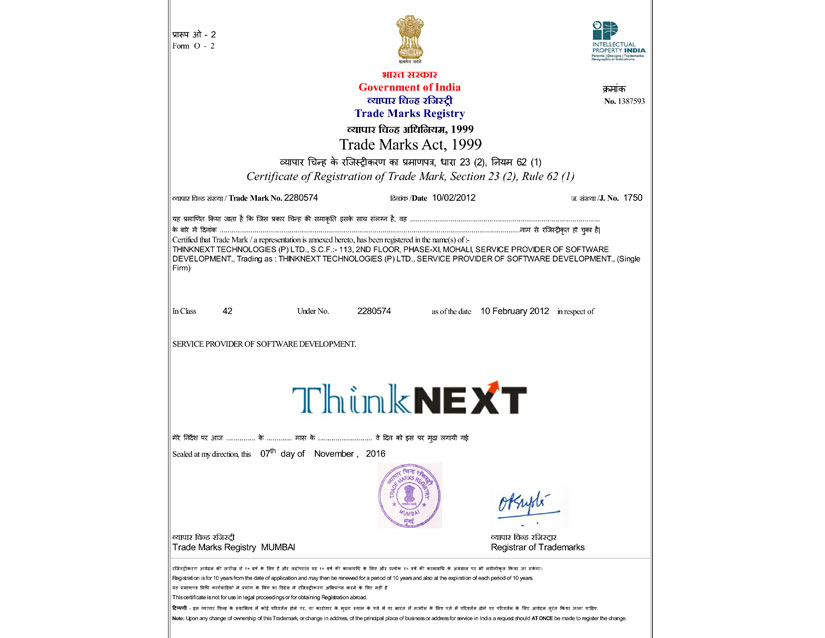 प्रारूप ओ - 2
Form O - 2
सत्यमेव जयते
INTELLECTUAL
PROPERTY INDIA
Patents | Designs | Trademarks
Geographical Indications
भारत सरकार
Government of India
व्यापार चिन्ह रजिस्ट्री
Trade Marks Registry
व्यापार चिन्ह अधिनियम, 1999
Trade Marks Act, 1999
क्रमांक
No. 1387593
व्यापार चिन्ह के रजिस्ट्रीकरण का प्रमाणपत्र, धारा 23 (2), नियम 62 (1)
Certificate of Registration of Trade Mark, Section 23 (2), Rule 62 (1)
व्यापार चिन्ह संख्या / Trade Mark No. 2280574 दिनांक /Date 10/02/2012 ज. संख्या /J. No. 1750
यह प्रमाणित किया जाता है कि जिस प्रकार चिन्ह की समाकृति इसके साथ संलग्न है, वह ........
के बारे में दिनांक ........नाम से रजिस्ट्रीकृत हो चुका है|
Certified that Trade Mark / a representation is annexed hereto, has been registered in the name(s) of :-
THINKNEXT TECHNOLOGIES (P) LTD., S.C.F.:- 113, 2ND FLOOR, PHASE-XI, MOHALI, SERVICE PROVIDER OF SOFTWARE
DEVELOPMENT., Trading as : THINKNEXT TECHNOLOGIES (P) LTD., SERVICE PROVIDER OF SOFTWARE DEVELOPMENT., (Single
Firm)
In Class 42 Under No. 2280574 as of the date 10 February 2012 in respect of
SERVICE PROVIDER OF SOFTWARE DEVELOPMENT.
ThinkNEXT
मेरे निर्देश पर आज ............... के ............. मास के ........................... वे दिन को इस पर मुद्रा लगायी गई
Sealed at my direction, this 07th day of November , 2016
व्यापार चिन्ह रजिस्ट्री
TRADE MARKS REGISTRY
MUMBAI
मुंबई
व्यापार चिन्ह रजिस्ट्री
Trade Marks Registry MUMBAI
व्यापार चिन्ह रजिस्ट्रार
Registrar of Trademarks
Registration is for 10 years from the date of application and may then be renewed for a period of 10 years and also at the expiration of each period of 10 years.
This certificate is not for use in legal proceedings or for obtaining Registration abroad.
Note: Upon any change of ownership of this Trademark, or change in address, of the principal place of business or address for service in India a request should AT ONCE be made to register the change.